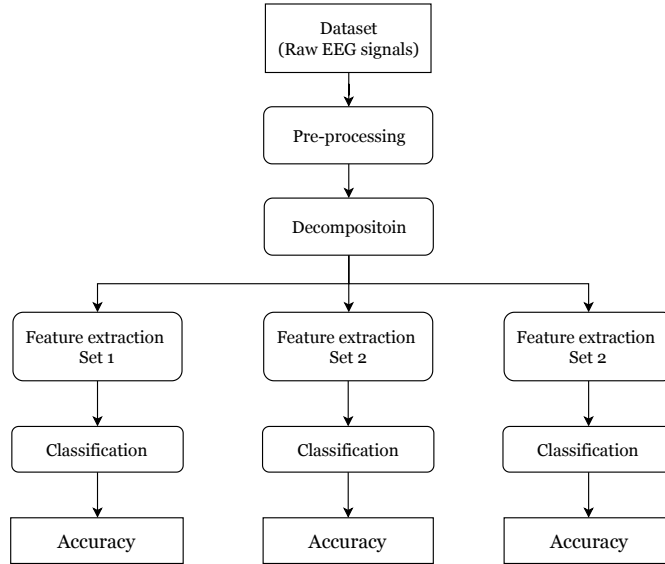 Dataset
(Raw EEG signals)
Pre-processing
Decompositoin
Feature extraction
Set 1
Feature extraction
Set 2
Feature extraction
Set 2
Classification
Classification
Classification
Accuracy
Accuracy
Accuracy